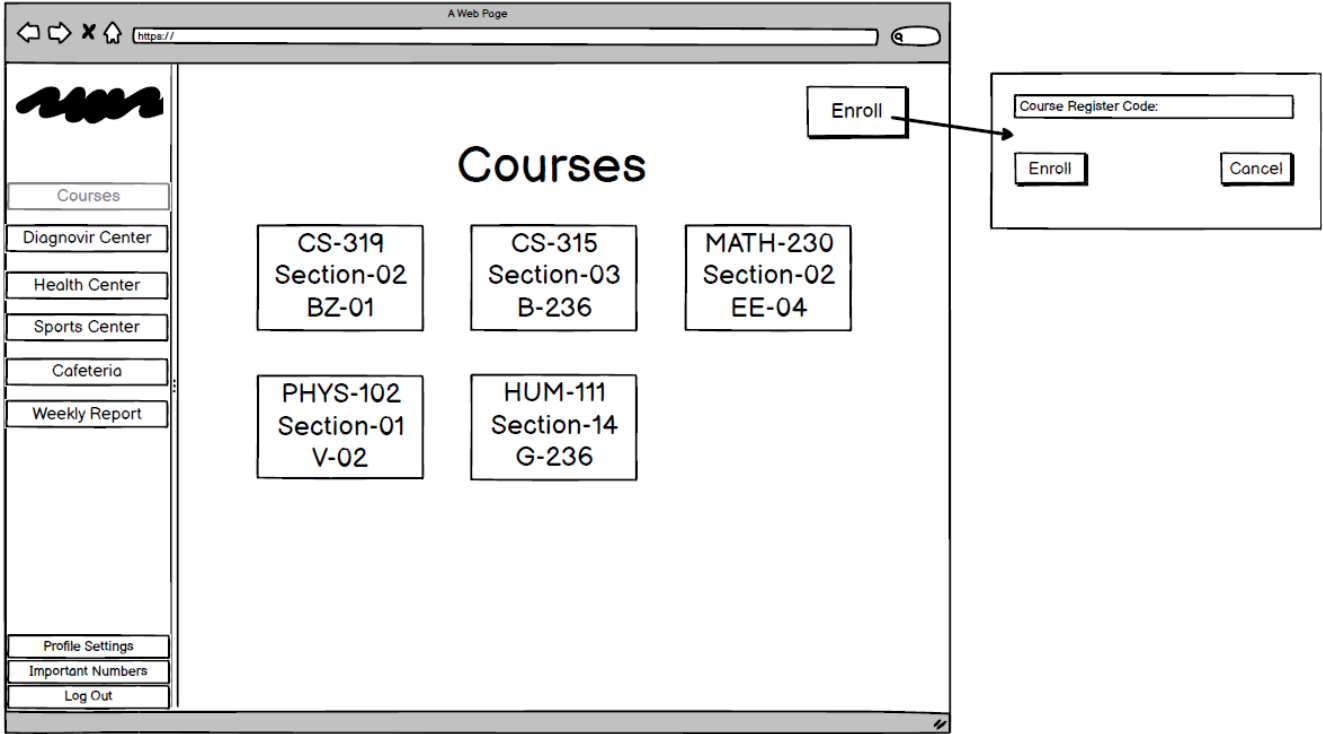 A Web Page
https://
Enroll
Courses
Courses
Diagnovir Center
Health Center
Sports Center
Cafeteria
Weekly Report
Profile Settings
Important Numbers
Log Out
CS-319
Section-02
BZ-01
CS-315
Section-03
B-236
MATH-230
Section-02
EE-04
PHYS-102
Section-01
V-02
HUM-111
Section-14
G-236
Course Register Code:
Enroll
Cancel